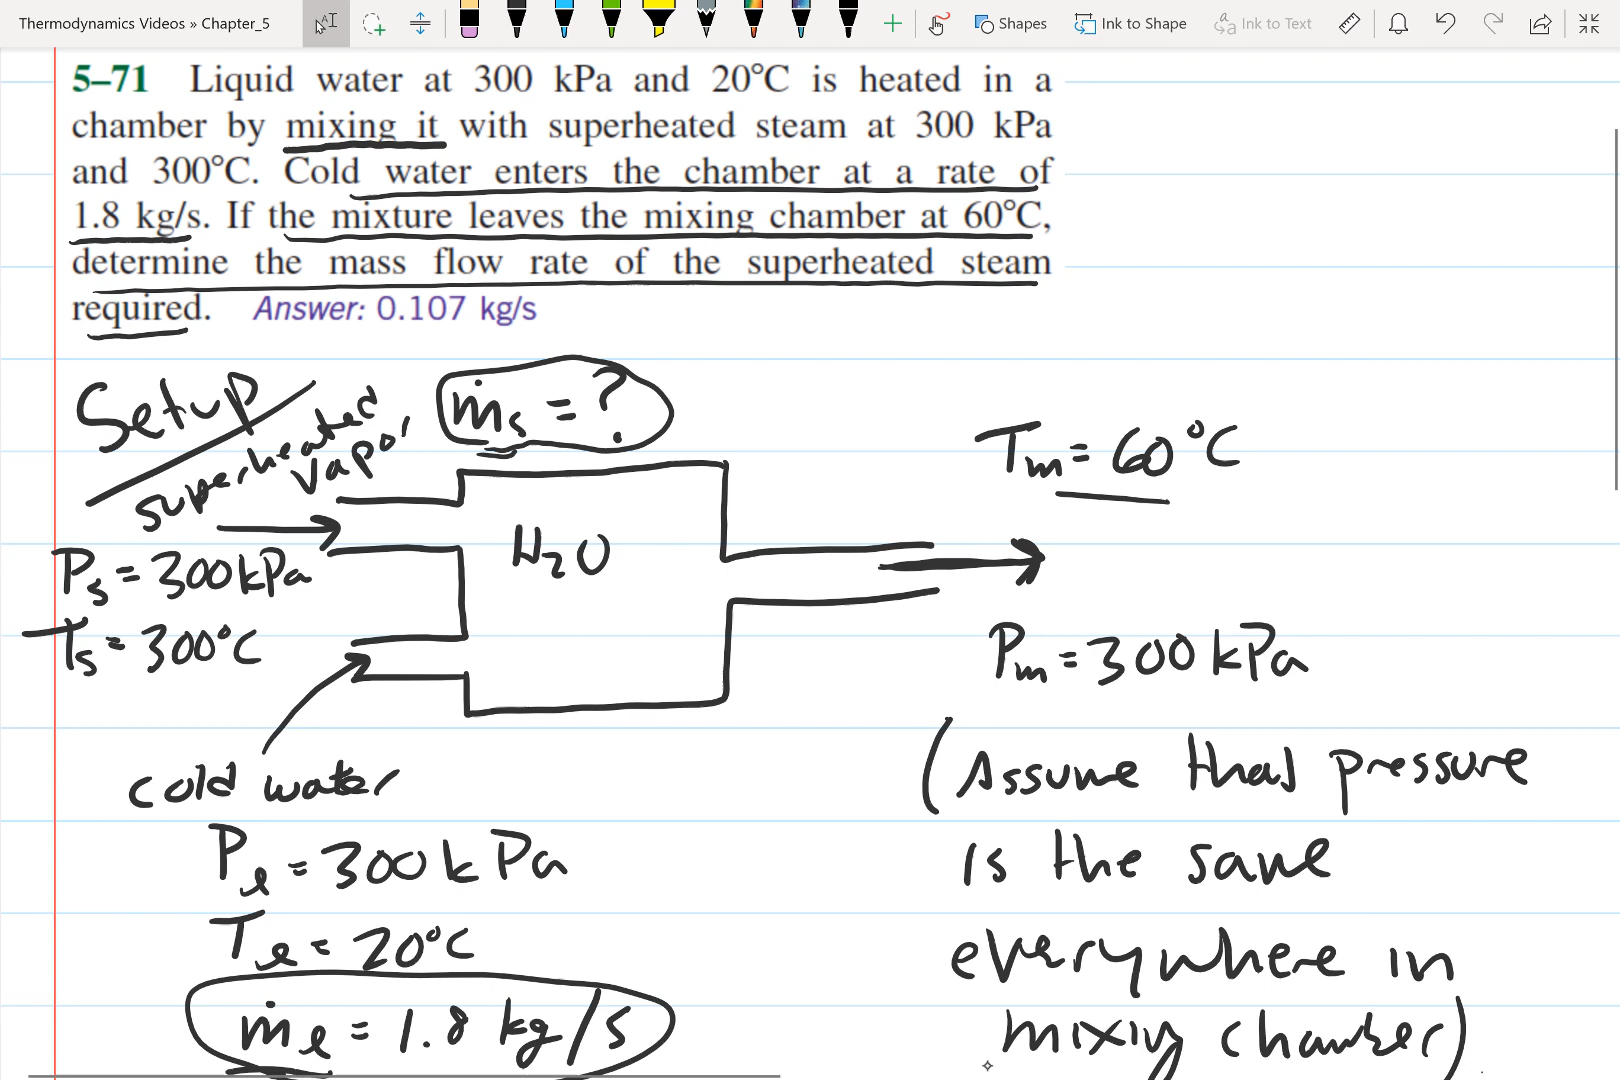 Thermodynamics Videos » Chapter_5
Shapes
Ink to Shape
Ink to Text
5–71 Liquid water at 300 kPa and 20°C is heated in a
chamber by mixing it with superheated steam at 300 kPa
and 300°C. Cold water enters the chamber at a rate of
1.8 kg/s. If the mixture leaves the mixing chamber at 60°C,
determine the mass flow rate of the superheated steam
required. Answer: 0.107 kg/s
Setup
superheated
vapor
ṁs = ?
Tm = 60°C
H2O
Ps = 300kPa
Ts = 300°C
Pm = 300 kPa
cold water
(Assume that pressure
Pl = 300 kPa
is the same
Tl = 20°C
everywhere in
ṁl = 1.8 kg/s
mixing chamber)